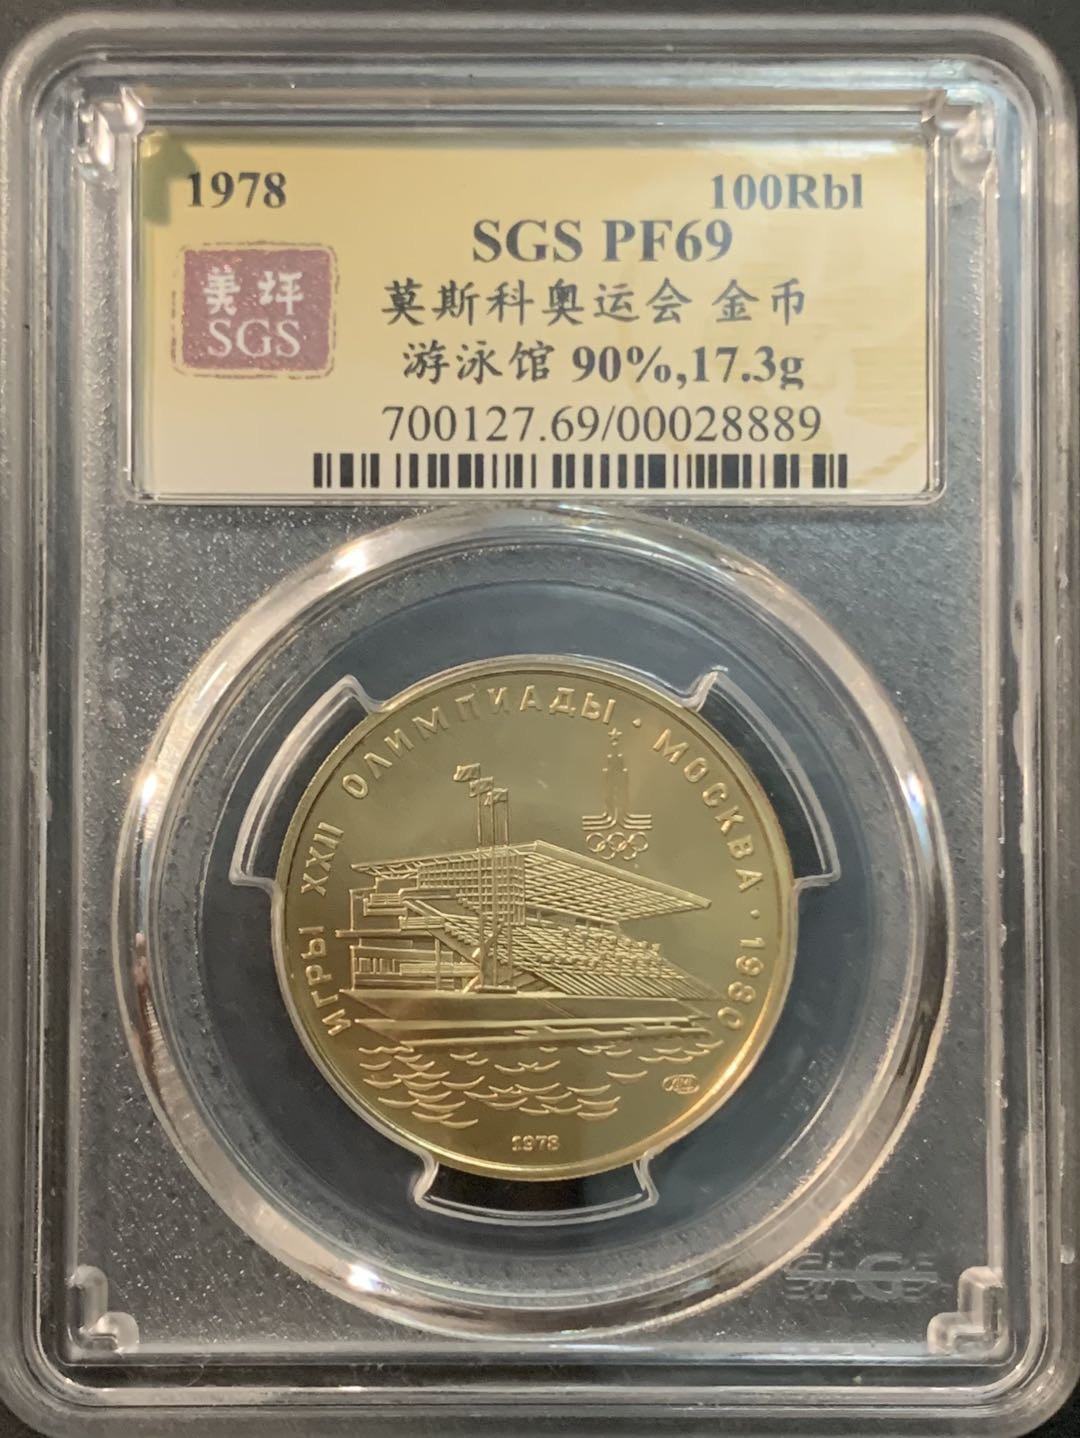 1978 100Rbl
SGS PF69
美评
SGS
莫斯科奥运会 金币
游泳馆 90%,17.3g
700127.69/00028889
ИГРЫ XXII ОЛИМПИАДЫ · МОСКВА · 1980
1978